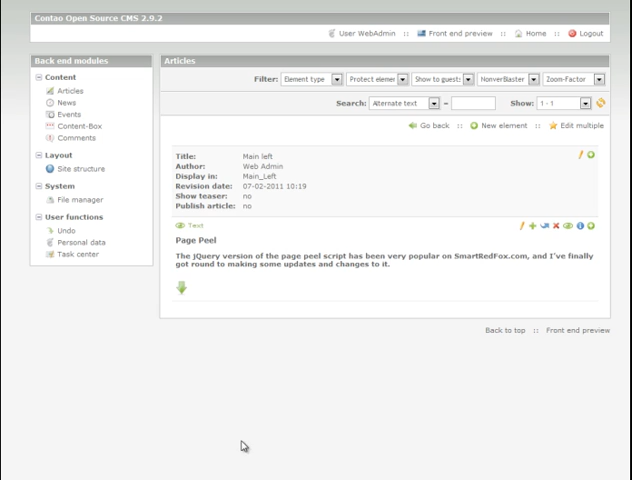 Contao Open Source CMS 2.9.2
User WebAdmin :: Front end preview :: Home :: Logout
Back end modules
Content
Articles
News
Events
Content-Box
Comments
Layout
Site structure
System
File manager
User functions
Undo
Personal data
Task center
Articles
Filter: Element type Protect elemer Show to guest: NonverBlaster Zoom-Factor
Search: Alternate text = Show: 1 - 1
Go back :: New element :: Edit multiple
Title: Main left
Author: Web Admin
Display in: Main_Left
Revision date: 07-02-2011 10:19
Show teaser: no
Publish article: no
Text
Page Peel
The jQuery version of the page peel script has been very popular on SmartRedFox.com, and I've finally
got round to making some updates and changes to it.
Back to top :: Front end preview